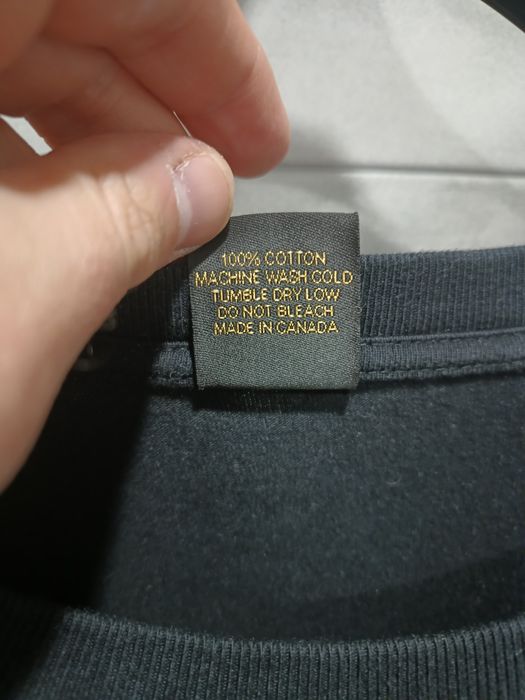 100% COTTON
MACHINE WASH COLD
TUMBLE DRY LOW
DO NOT BLEACH
MADE IN CANADA